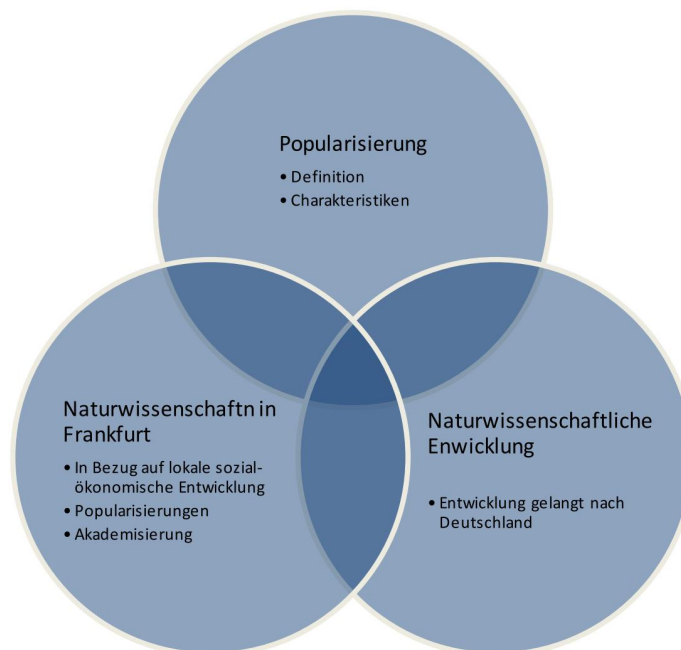 Popularisierung
• Definition
• Charakteristiken
Naturwissenschaftn in
Frankfurt
• In Bezug auf lokale sozial-
ökonomische Entwicklung
• Popularisierungen
• Akademisierung
Naturwissenschaftliche
Enwicklung
• Entwicklung gelangt nach
Deutschland